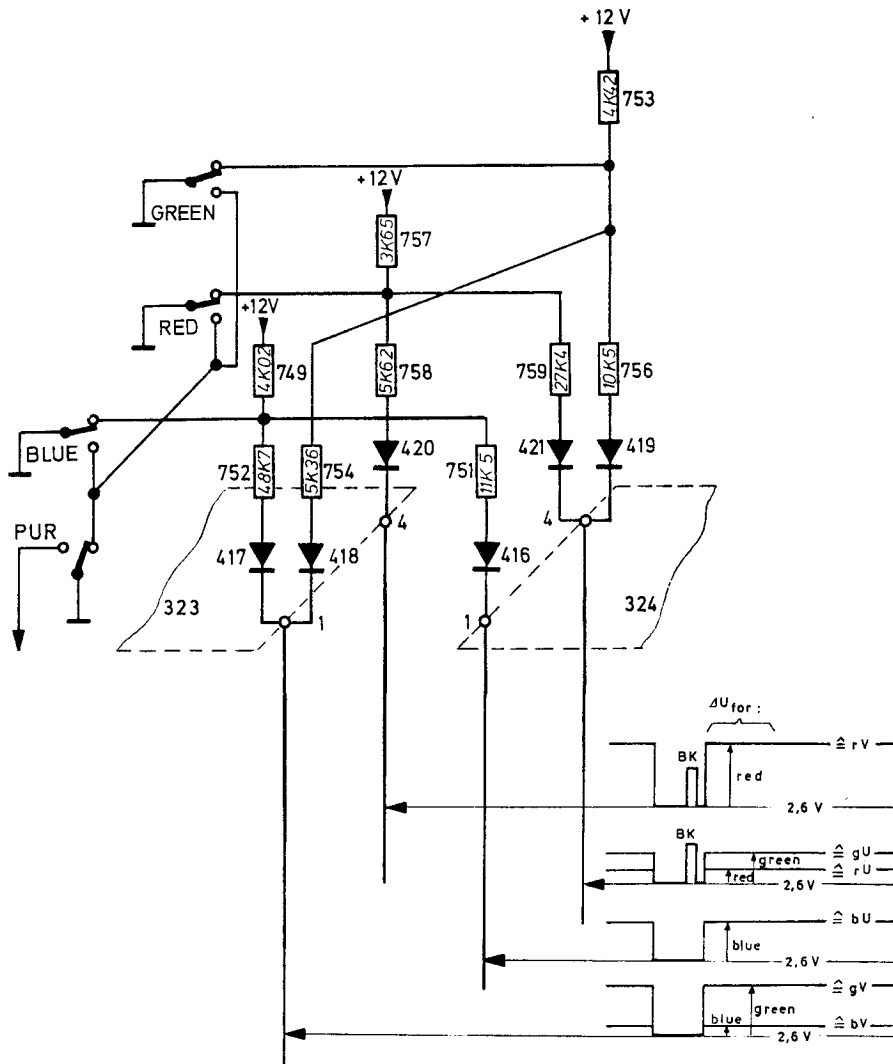 + 12 V
4K42 753
GREEN
+12 V
3K65 757
RED
+12V
4K02 749
5K62 758
759 27K4
10K5 756
BLUE
752 48K7
754 5K36
420
751 11K5
421
419
PUR
4
4
417
418
416
323
1
1
324
ΔU for :
BK
≙ rV
red
2,6 V
BK
≙ gU
green
≙ rU
red
2,6V
≙ bU
blue
2,6 V
≙ gV
green
blue
≙ bV
2,6 V